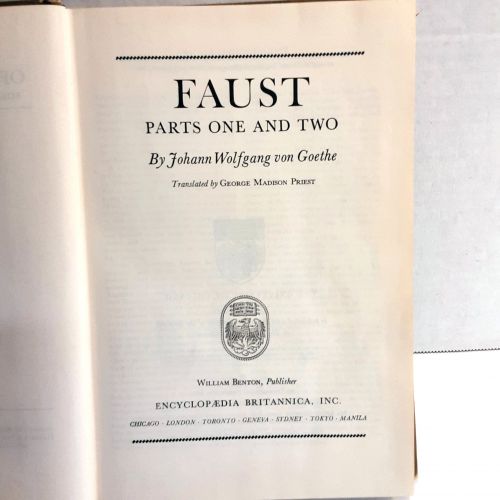 FAUST
PARTS ONE AND TWO
By Johann Wolfgang von Goethe
Translated by GEORGE MADISON PRIEST
WILLIAM BENTON, Publisher
ENCYCLOPÆDIA BRITANNICA, INC.
CHICAGO · LONDON · TORONTO · GENEVA · SYDNEY · TOKYO · MANILA